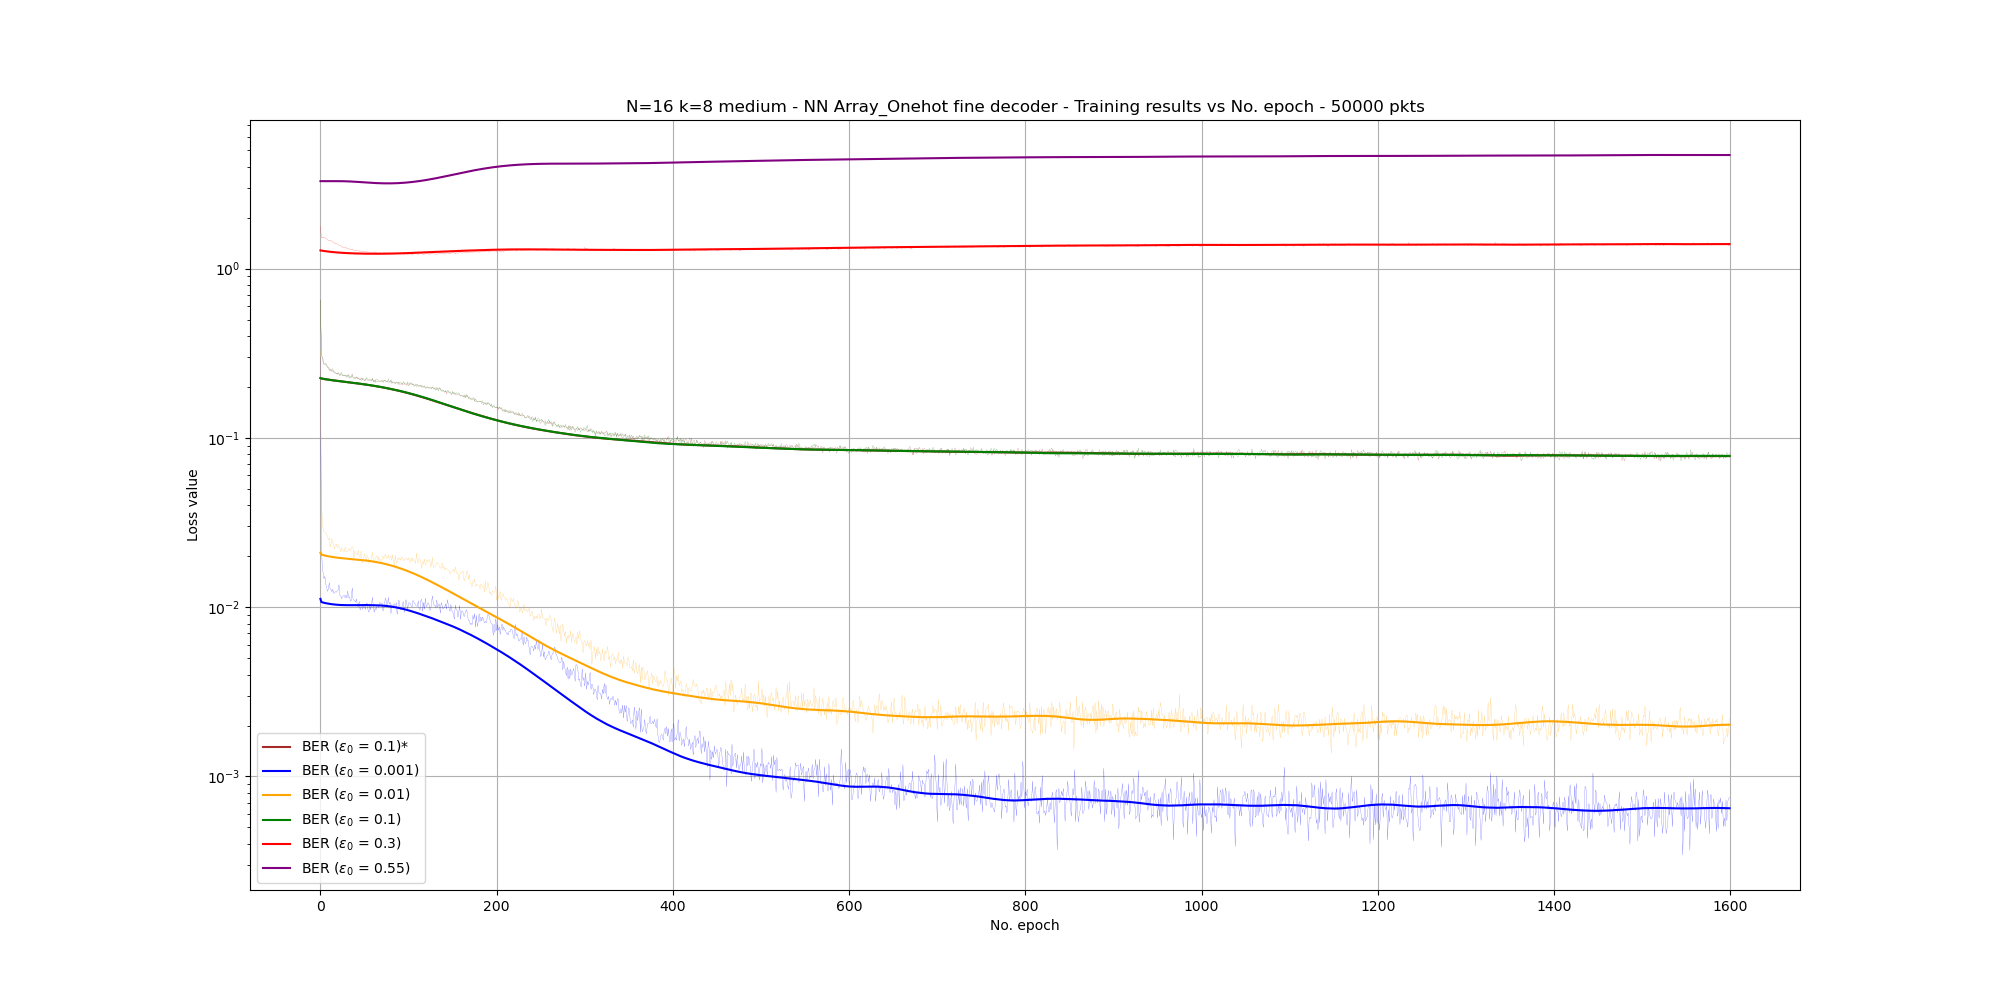 N=16 k=8 medium - NN Array_Onehot fine decoder - Training results vs No. epoch - 50000 pkts
Loss value
10⁰
10⁻¹
10⁻²
10⁻³
BER (ε₀ = 0.1)*
BER (ε₀ = 0.001)
BER (ε₀ = 0.01)
BER (ε₀ = 0.1)
BER (ε₀ = 0.3)
BER (ε₀ = 0.55)
0 200 400 600 800 1000 1200 1400 1600
No. epoch